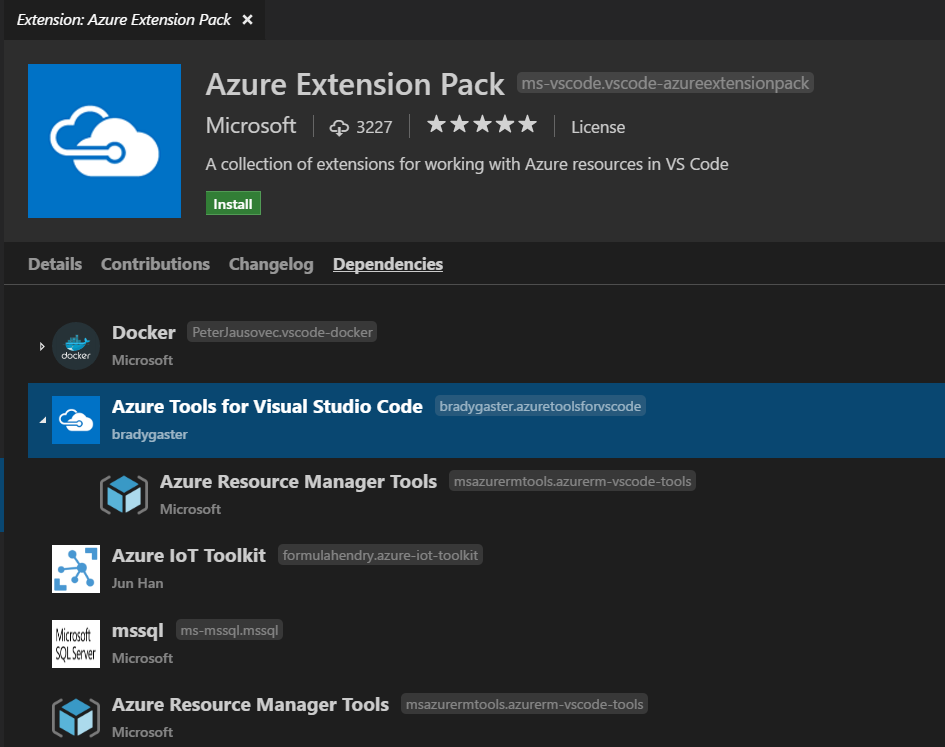 Extension: Azure Extension Pack ×
Azure Extension Pack ms-vscode.vscode-azureextensionpack
Microsoft 3227 License
A collection of extensions for working with Azure resources in VS Code
Install
Details Contributions Changelog Dependencies
Docker PeterJausovec.vscode-docker
docker
Microsoft
Azure Tools for Visual Studio Code bradygaster.azuretoolsforvscode
bradygaster
Azure Resource Manager Tools msazurermtools.azurerm-vscode-tools
Microsoft
Azure IoT Toolkit formulahendry.azure-iot-toolkit
Jun Han
mssql ms-mssql.mssql
Microsoft
SQL Server
Microsoft
Azure Resource Manager Tools msazurermtools.azurerm-vscode-tools
Microsoft